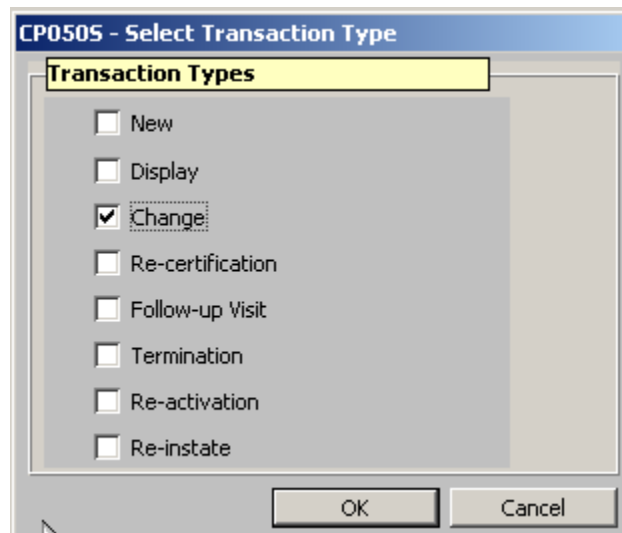 CP050S - Select Transaction Type
Transaction Types
New
Display
Change
Re-certification
Follow-up Visit
Termination
Re-activation
Re-instate
OK Cancel